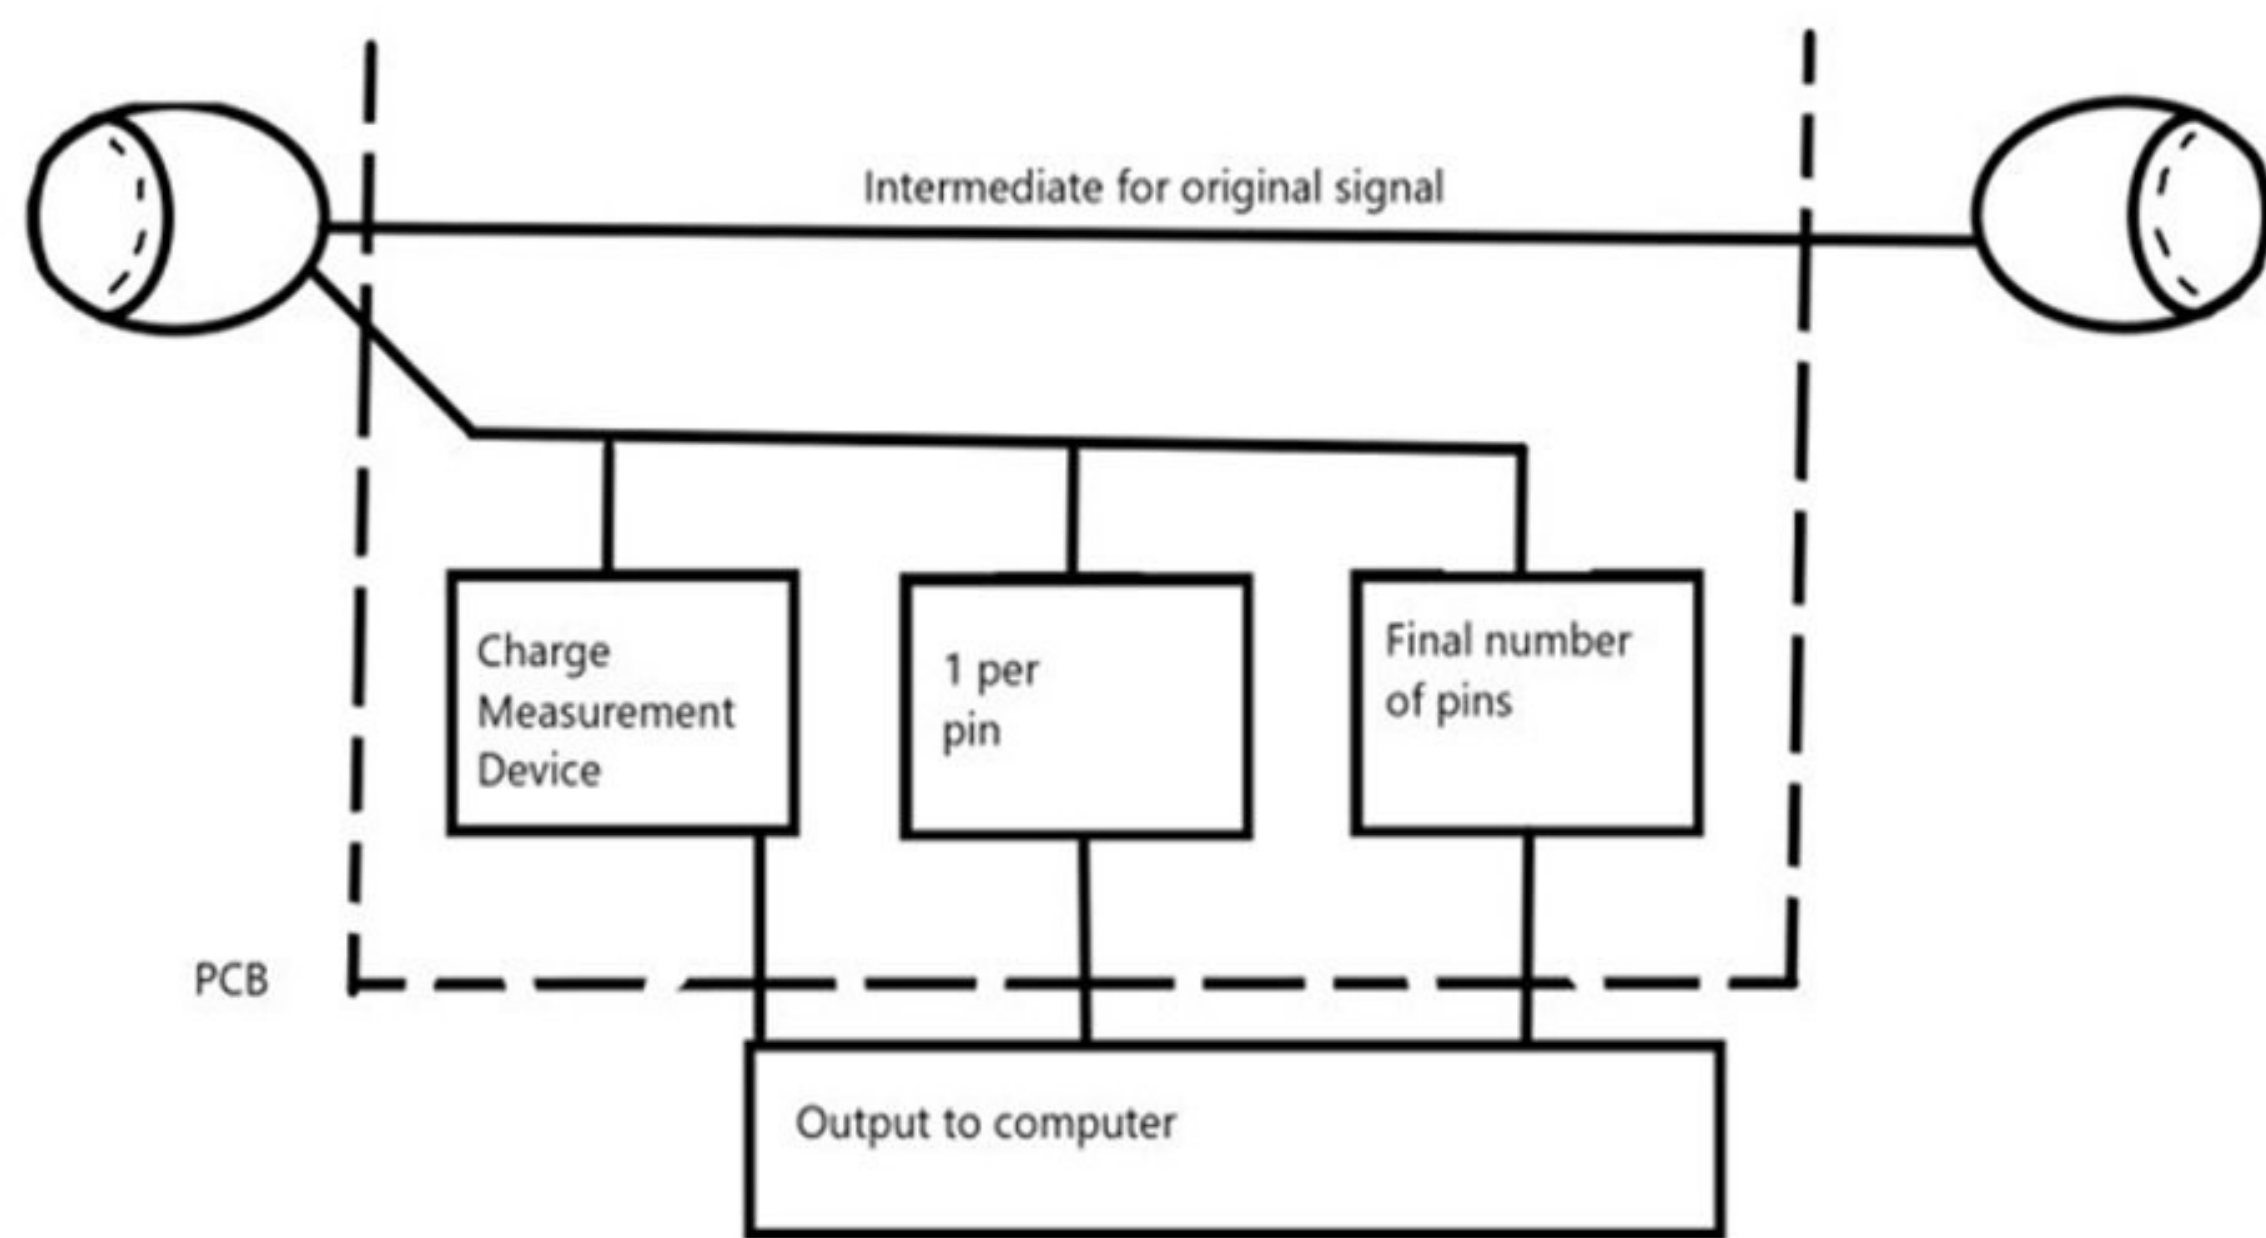 Intermediate for original signal
Charge
Measurement
Device
1 per
pin
Final number
of pins
PCB
Output to computer